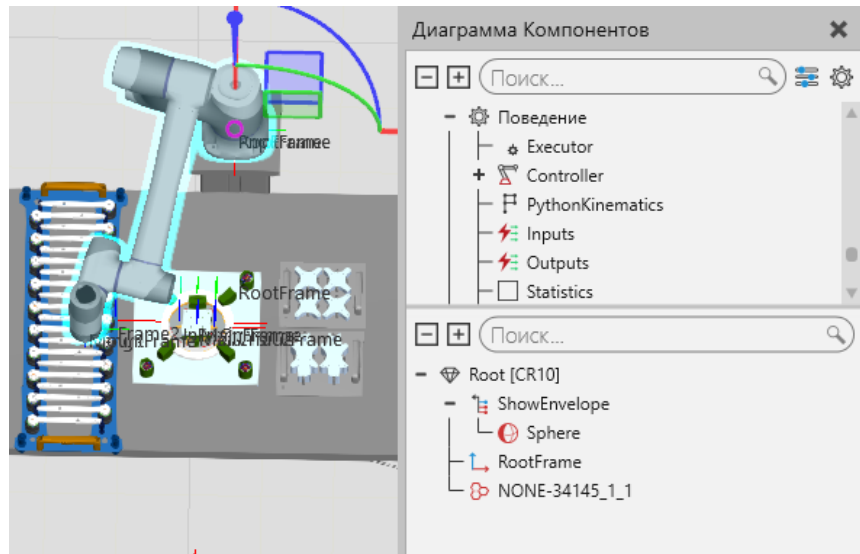 Диаграмма Компонентов
Поиск...
Поведение
Executor
Controller
PythonKinematics
Inputs
Outputs
Statistics
Поиск...
Root [CR10]
ShowEnvelope
Sphere
RootFrame
NONE-34145_1_1
RootFrame
Frame2